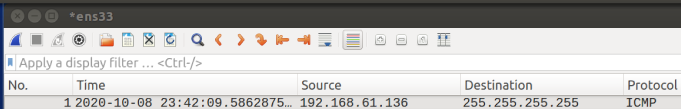 *ens33
Apply a display filter … <Ctrl-/>
No. Time Source Destination Protocol
1 2020-10-08 23:42:09.5862875… 192.168.61.136 255.255.255.255 ICMP